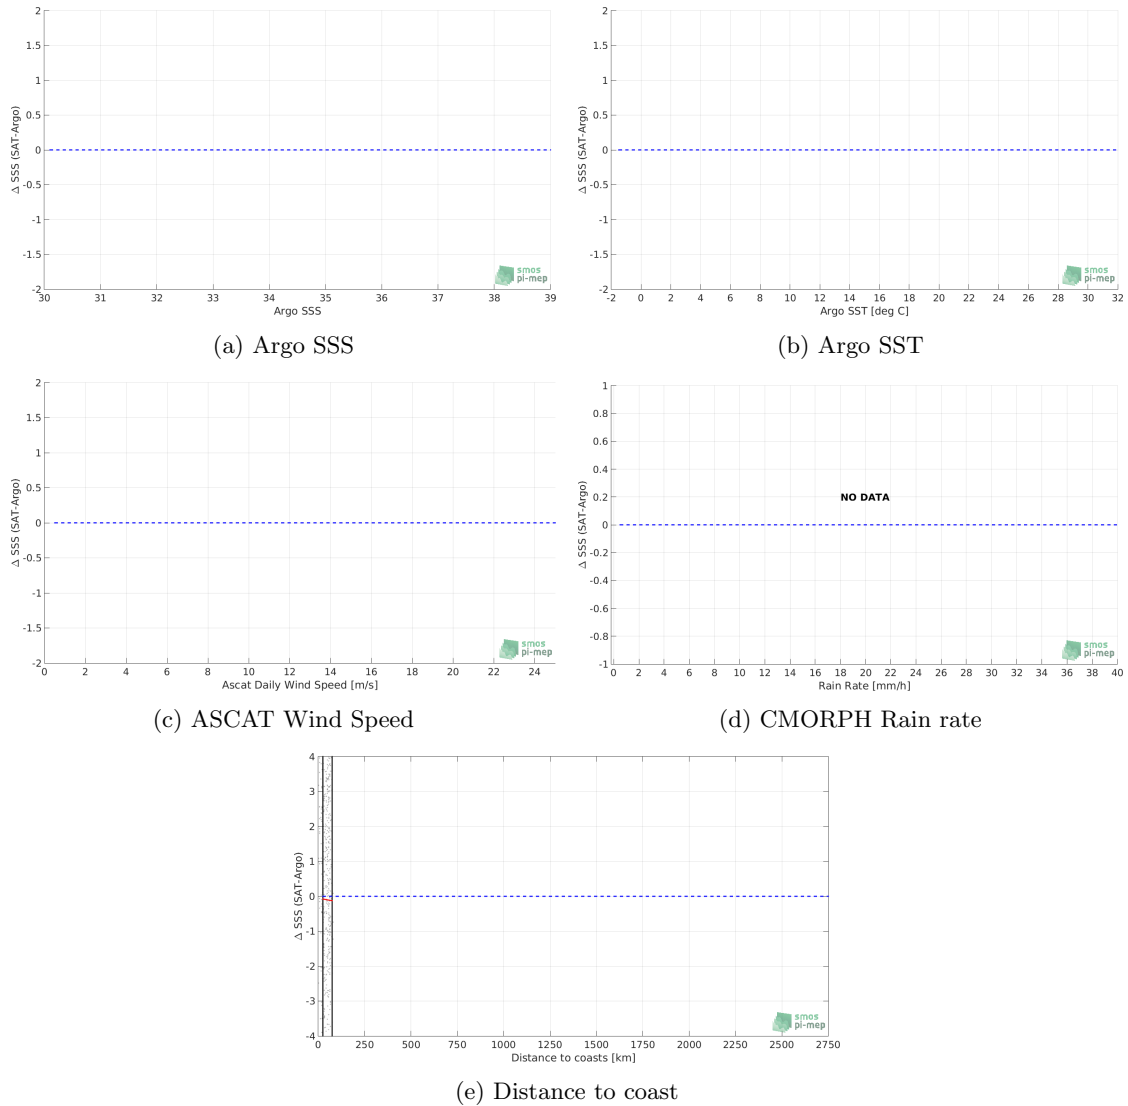 2
1.5
1
0.5
0
-0.5
-1
-1.5
-2
Δ SSS (SAT-Argo)
30 31 32 33 34 35 36 37 38 39
Argo SSS
smos
pi-mep
(a) Argo SSS
2
1.5
1
0.5
0
-0.5
-1
-1.5
-2
Δ SSS (SAT-Argo)
-2 0 2 4 6 8 10 12 14 16 18 20 22 24 26 28 30 32
Argo SST [deg C]
smos
pi-mep
(b) Argo SST
2
1.5
1
0.5
0
-0.5
-1
-1.5
-2
Δ SSS (SAT-Argo)
0 2 4 6 8 10 12 14 16 18 20 22
Ascat Daily Wind Speed [m/s]
smos
pi-mep
(c) ASCAT Wind Speed
1
0.8
0.6
0.4
0.2
0
-0.2
-0.4
-0.6
-0.8
-1
Δ SSS (SAT-Argo)
NO DATA
0 2 4 6 8 10 12 14 16 18 20 22 24 26 28 30 32 34 36 38 40
Rain Rate [mm/h]
smos
pi-mep
(d) CMORPH Rain rate
4
3
2
1
0
-1
-2
-3
-4
Δ SSS (SAT-Argo)
0 250 500 750 1000 1250 1500 1750 2000 2250 2500 2750
Distance to coasts [km]
smos
pi-mep
(e) Distance to coast